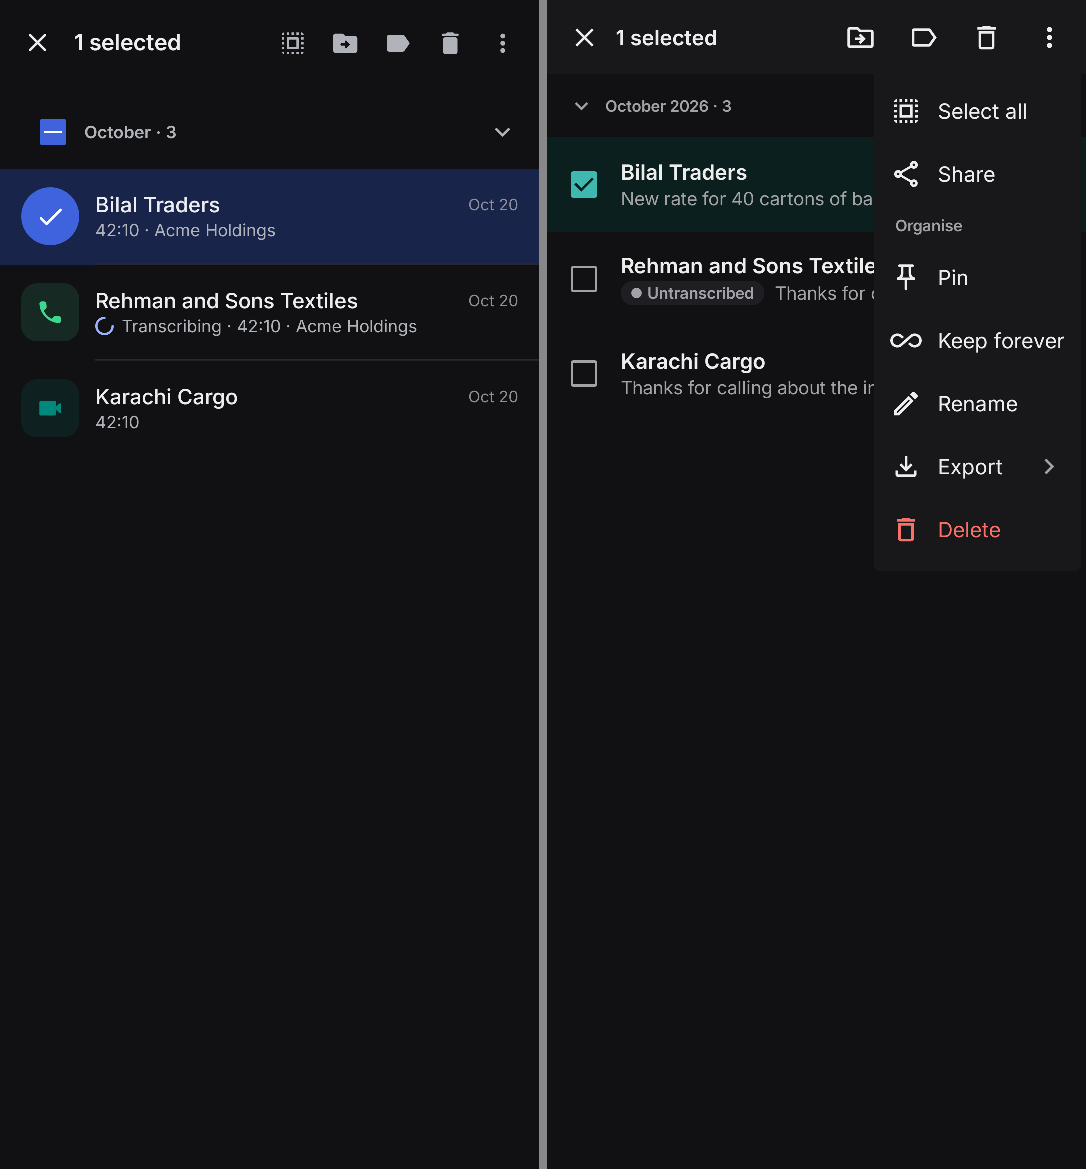 1 selected
October · 3
Bilal Traders
Oct 20
42:10 · Acme Holdings
Rehman and Sons Textiles
Oct 20
Transcribing · 42:10 · Acme Holdings
Karachi Cargo
Oct 20
42:10
1 selected
October 2026 · 3
Bilal Traders
New rate for 40 cartons of ba
Rehman and Sons Textile
Untranscribed
Thanks for
Karachi Cargo
Thanks for calling about the in
Select all
Share
Organise
Pin
Keep forever
Rename
Export
Delete